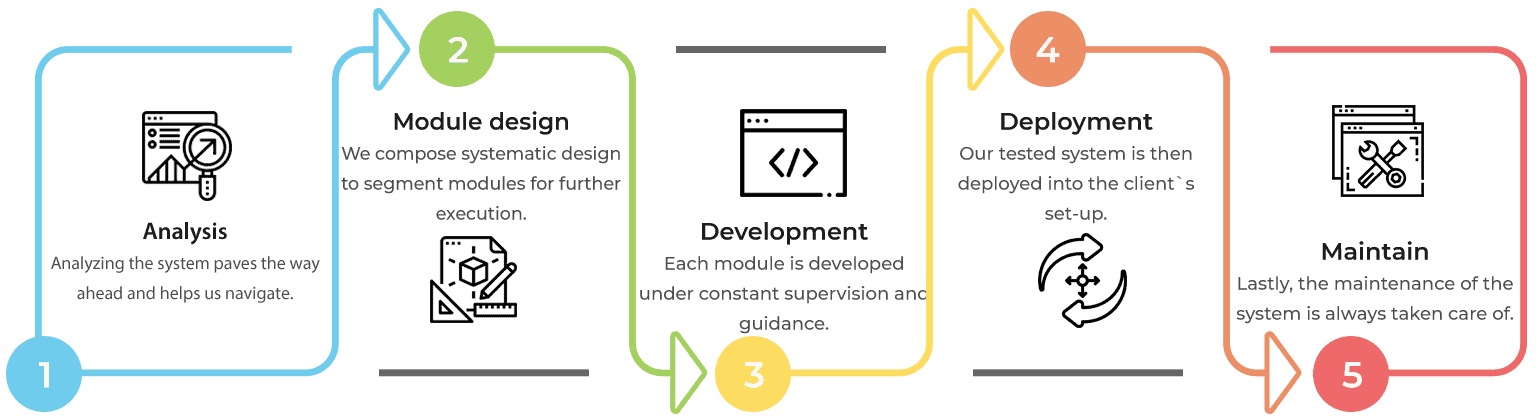 1
Analysis
Analyzing the system paves the way
ahead and helps us navigate.
2
Module design
We compose systematic design
to segment modules for further
execution.
</>
Development
Each module is developed
under constant supervision and
guidance.
3
4
Deployment
Our tested system is then
deployed into the client`s
set-up.
Maintain
Lastly, the maintenance of the
system is always taken care of.
5